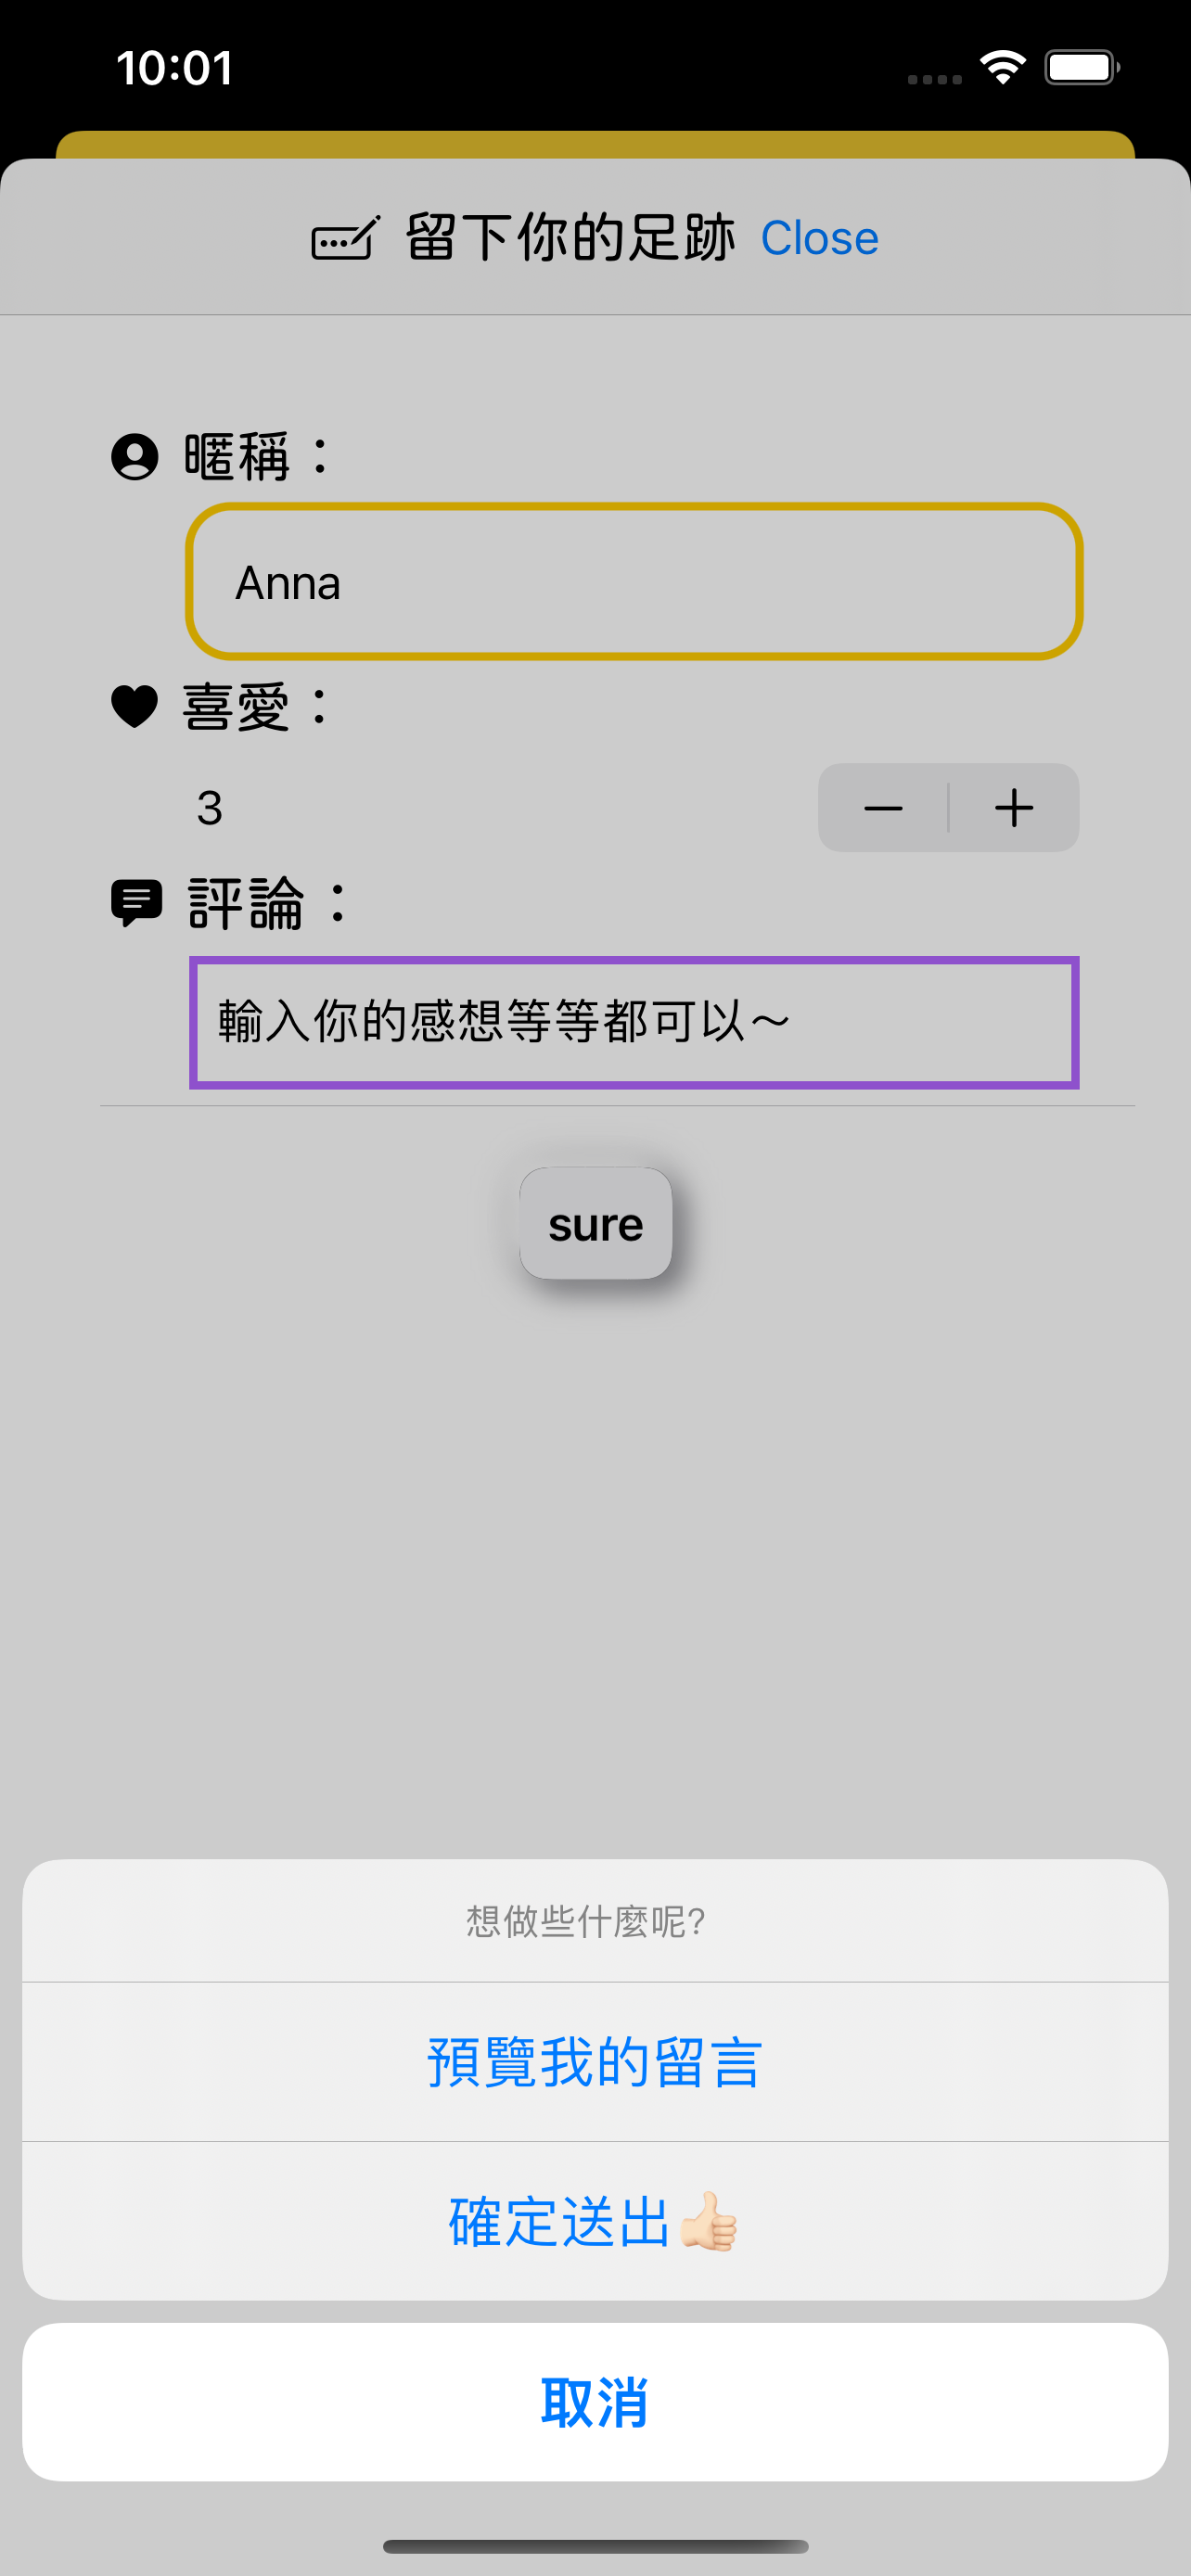 10:01
留下你的足跡 Close
暱稱：
Anna
喜愛：
3
評論：
輸入你的感想等等都可以～
sure
想做些什麼呢?
預覽我的留言
確定送出👍🏻
取消